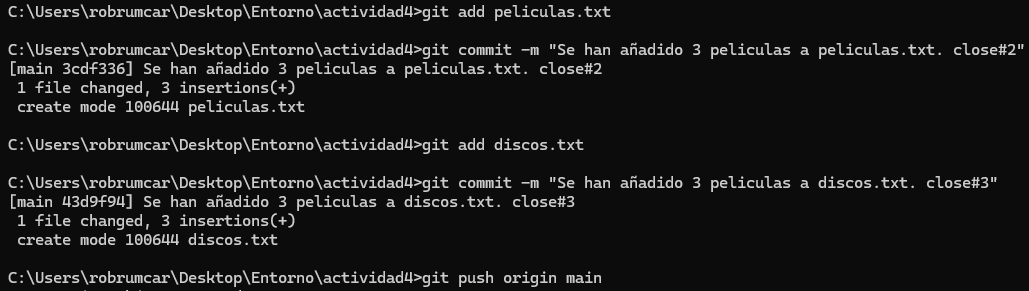 C:\Users\robrumcar\Desktop\Entorno\actividad4>git add peliculas.txt
C:\Users\robrumcar\Desktop\Entorno\actividad4>git commit -m "Se han añadido 3 peliculas a peliculas.txt. close#2"
[main 3cdf336] Se han añadido 3 peliculas a peliculas.txt. close#2
 1 file changed, 3 insertions(+)
 create mode 100644 peliculas.txt
C:\Users\robrumcar\Desktop\Entorno\actividad4>git add discos.txt
C:\Users\robrumcar\Desktop\Entorno\actividad4>git commit -m "Se han añadido 3 peliculas a discos.txt. close#3"
[main 43d9f94] Se han añadido 3 peliculas a discos.txt. close#3
 1 file changed, 3 insertions(+)
 create mode 100644 discos.txt
C:\Users\robrumcar\Desktop\Entorno\actividad4>git push origin main